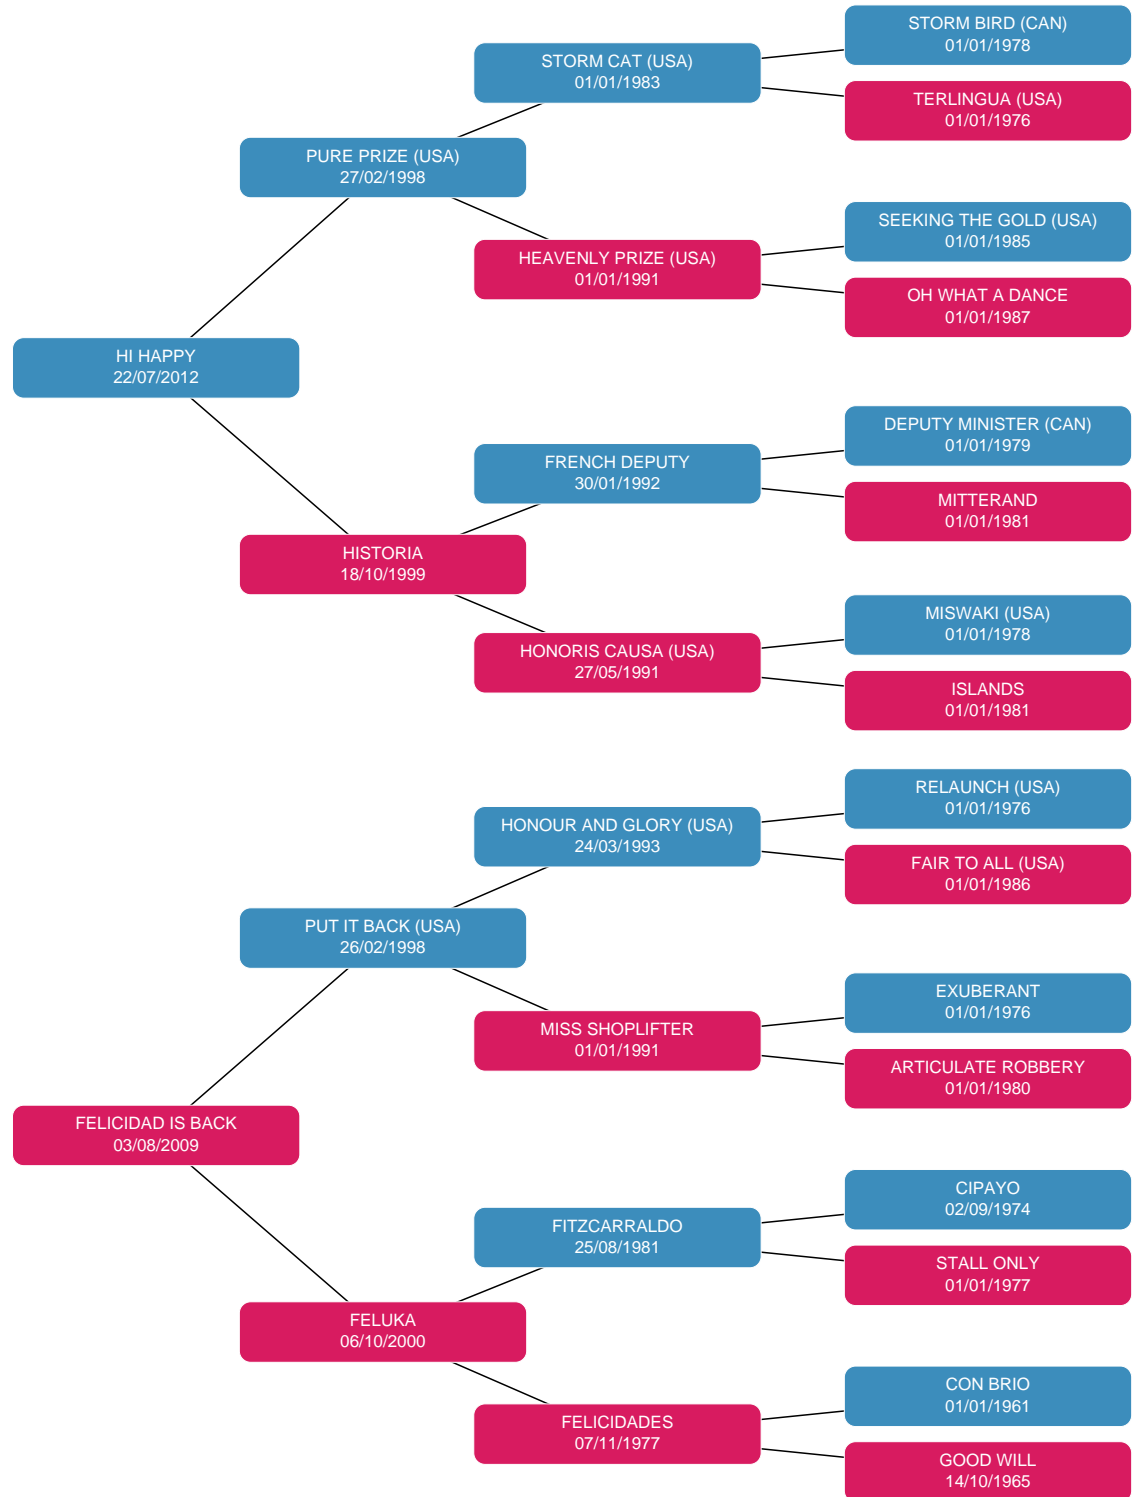 STORM BIRD (CAN)
01/01/1978
STORM CAT (USA)
01/01/1983
TERLINGUA (USA)
01/01/1976
PURE PRIZE (USA)
27/02/1998
SEEKING THE GOLD (USA)
01/01/1985
HEAVENLY PRIZE (USA)
01/01/1991
OH WHAT A DANCE
01/01/1987
HI HAPPY
22/07/2012
DEPUTY MINISTER (CAN)
01/01/1979
FRENCH DEPUTY
30/01/1992
MITTERAND
01/01/1981
HISTORIA
18/10/1999
MISWAKI (USA)
01/01/1978
HONORIS CAUSA (USA)
27/05/1991
ISLANDS
01/01/1981
RELAUNCH (USA)
01/01/1976
HONOUR AND GLORY (USA)
24/03/1993
FAIR TO ALL (USA)
01/01/1986
PUT IT BACK (USA)
26/02/1998
EXUBERANT
01/01/1976
MISS SHOPLIFTER
01/01/1991
ARTICULATE ROBBERY
01/01/1980
FELICIDAD IS BACK
03/08/2009
CIPAYO
02/09/1974
FITZCARRALDO
25/08/1981
STALL ONLY
01/01/1977
FELUKA
06/10/2000
CON BRIO
01/01/1961
FELICIDADES
07/11/1977
GOOD WILL
14/10/1965